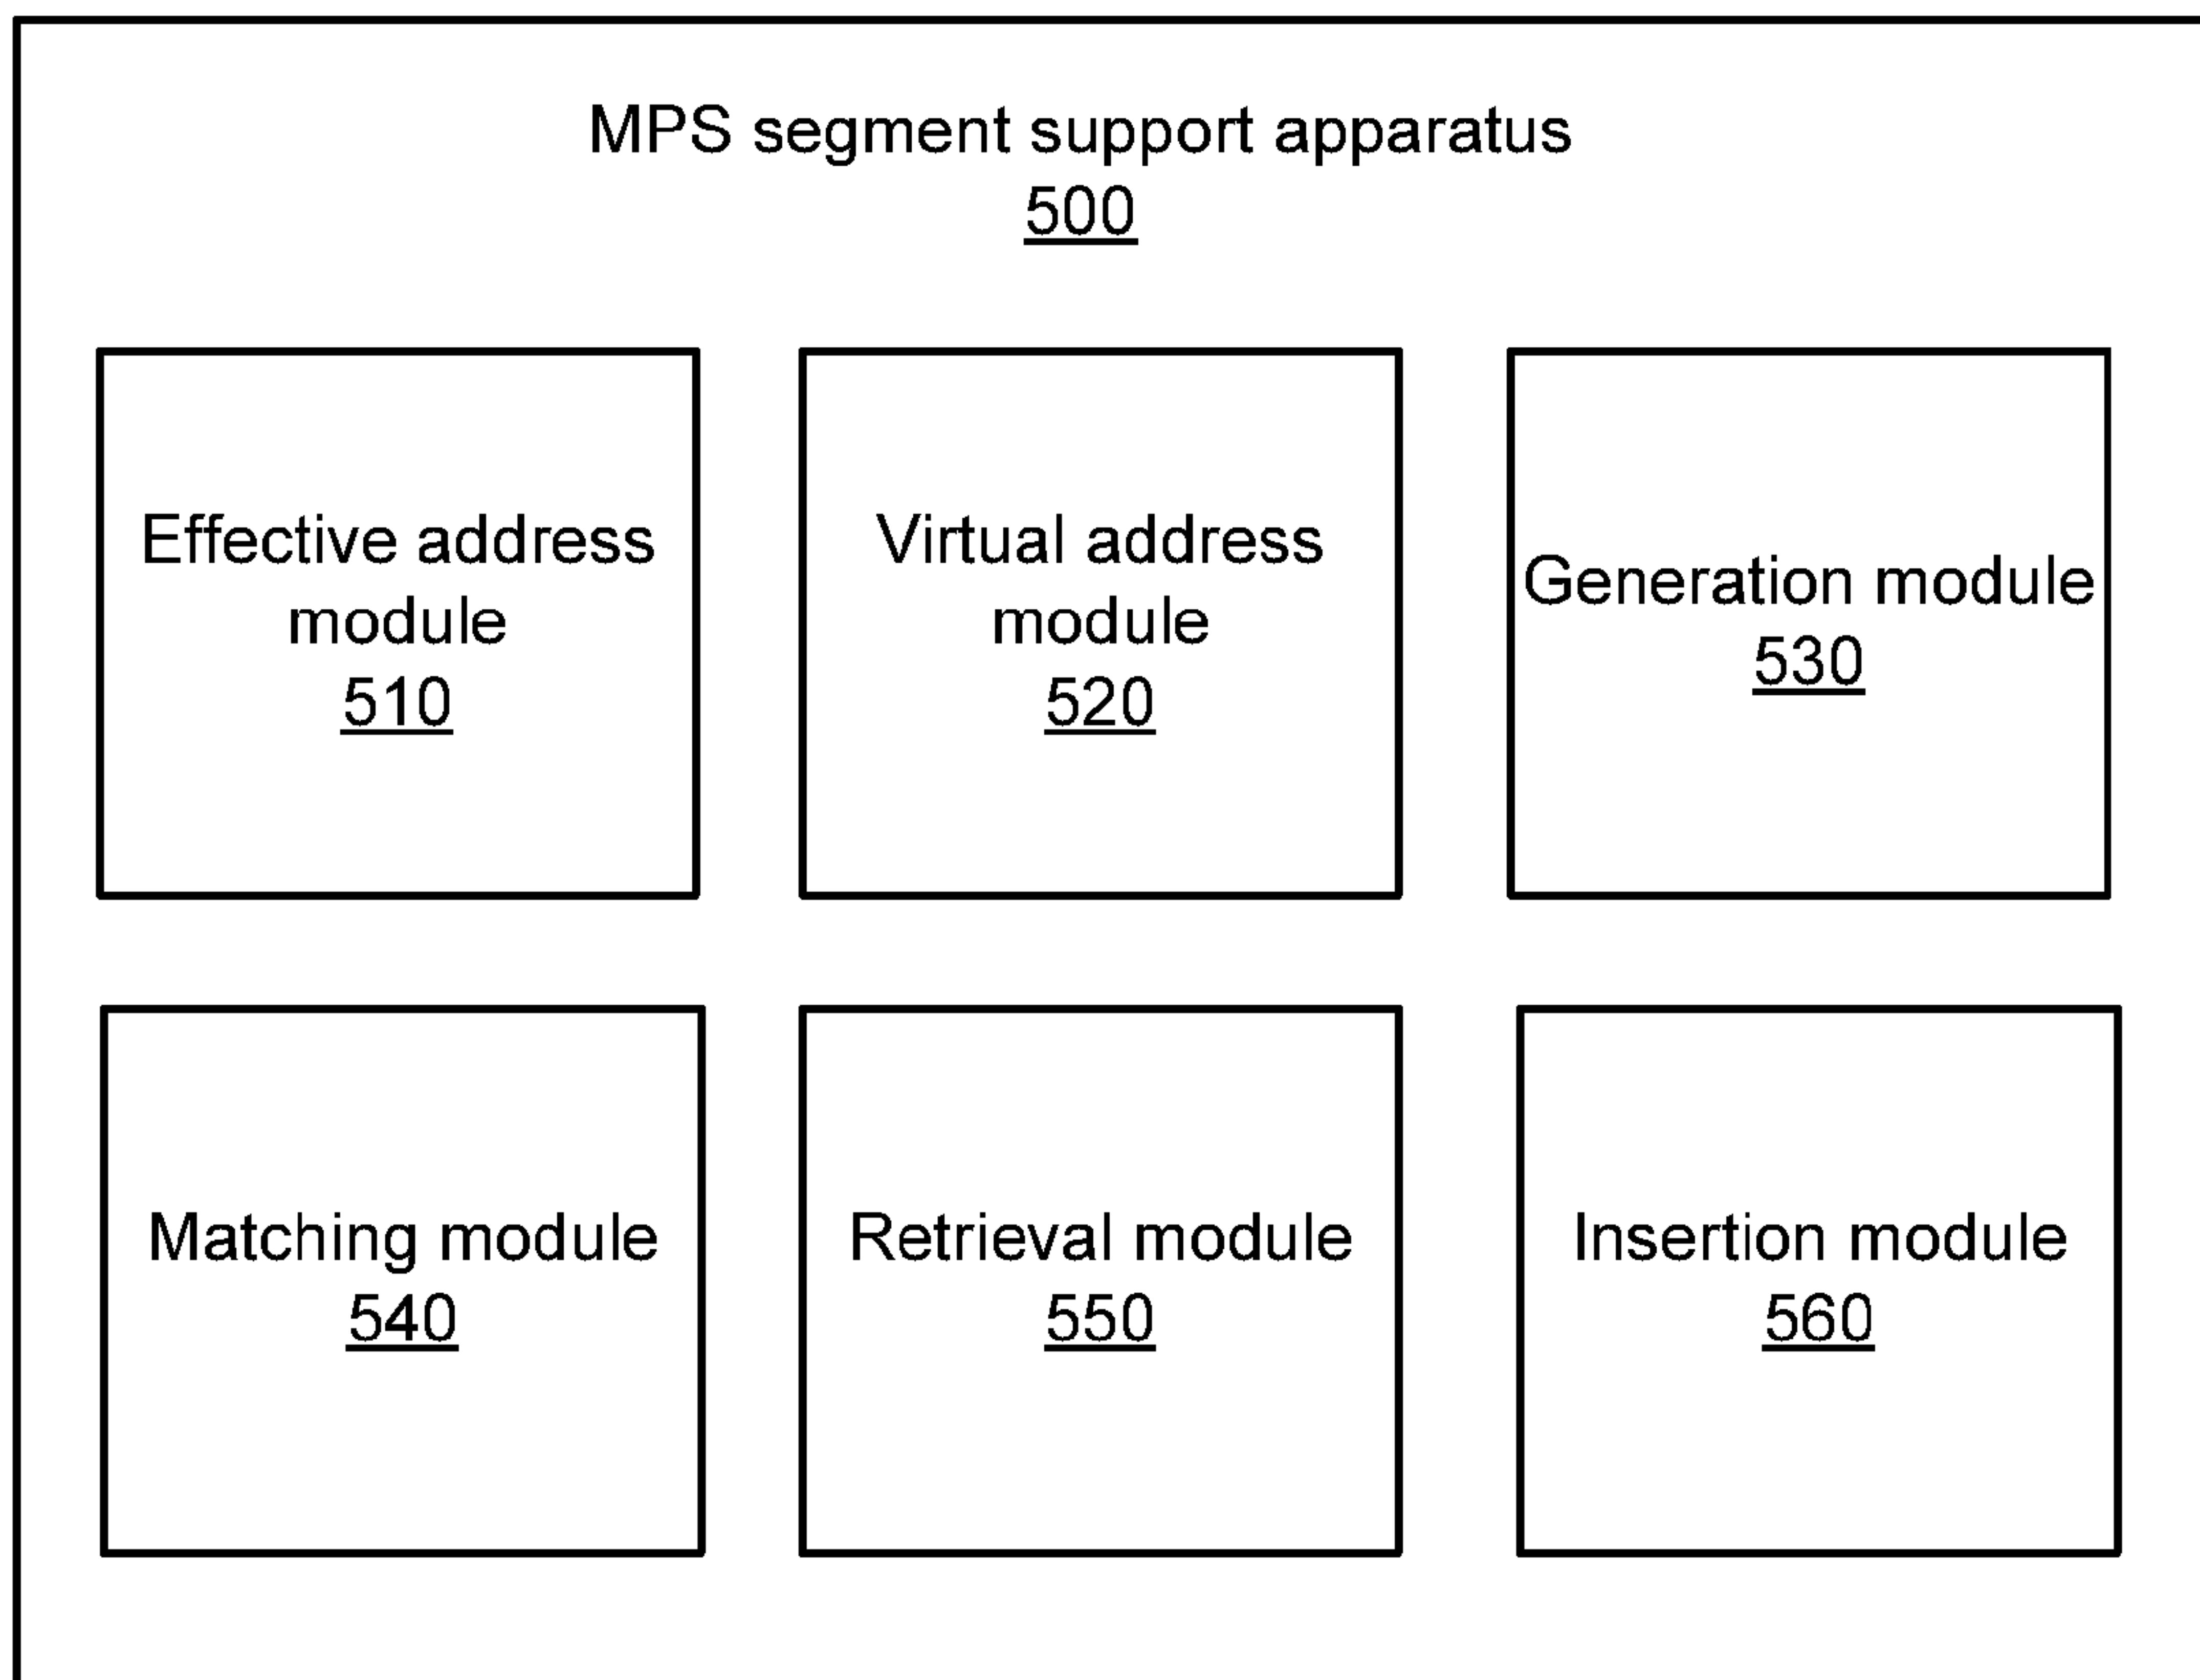 MPS segment support apparatus
500
Effective address
module
510
Virtual address
module
520
Generation module
530
Matching module
540
Retrieval module
550
Insertion module
560